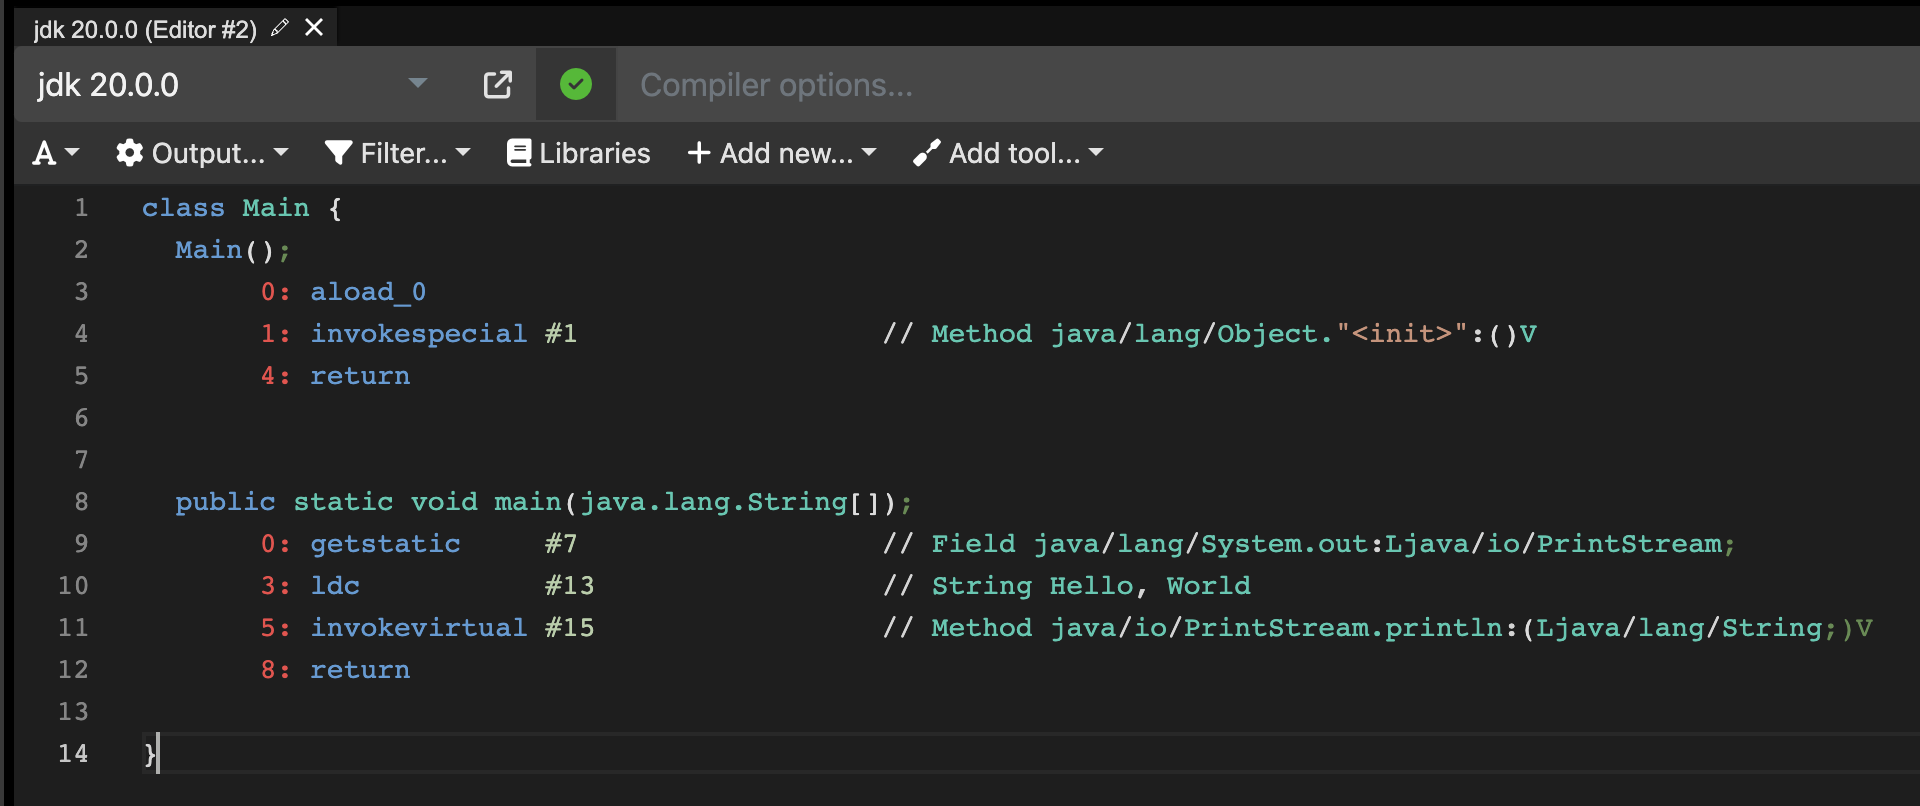 jdk 20.0.0 (Editor #2)
jdk 20.0.0 Compiler options...
A Output... Filter... Libraries + Add new... Add tool...
1 class Main {
2 Main();
3 0: aload_0
4 1: invokespecial #1 // Method java/lang/Object."<init>":()V
5 4: return
6
7
8 public static void main(java.lang.String[]);
9 0: getstatic #7 // Field java/lang/System.out:Ljava/io/PrintStream;
10 3: ldc #13 // String Hello, World
11 5: invokevirtual #15 // Method java/io/PrintStream.println:(Ljava/lang/String;)V
12 8: return
13
14 }